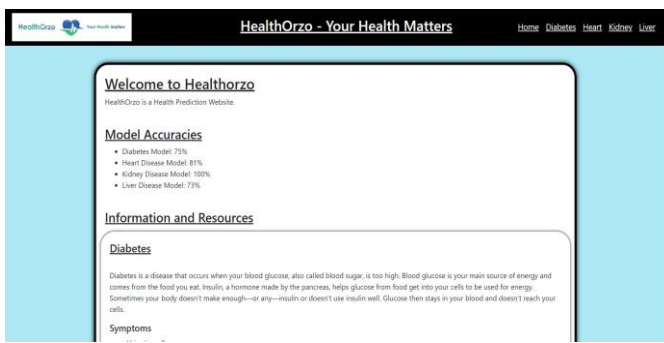 HealthOrzo Your Health Matters
HealthOrzo - Your Health Matters
Home Diabetes Heart Kidney Liver
Welcome to Healthorzo
HealthOrzo is a Health Prediction Website.
Model Accuracies
Diabetes Model: 75%
Heart Disease Model: 81%
Kidney Disease Model: 100%
Liver Disease Model: 73%
Information and Resources
Diabetes
Diabetes is a disease that occurs when your blood glucose, also called blood sugar, is too high. Blood glucose is your main source of energy and
comes from the food you eat. Insulin, a hormone made by the pancreas, helps glucose from food get into your cells to be used for energy.
Sometimes your body doesn't make enough—or any—insulin or doesn't use insulin well. Glucose then stays in your blood and doesn't reach your
cells.
Symptoms